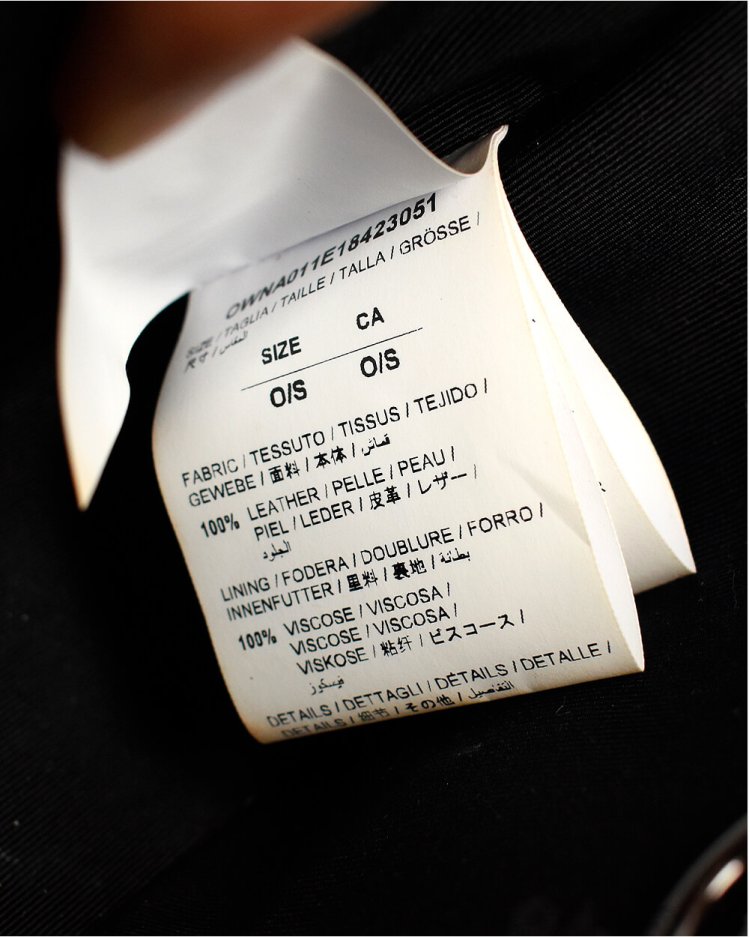 OWNA011E18423051
SIZE / TAGLIA / TAILLE / TALLA / GRÖSSE /
尺寸 / المقاس
SIZE CA
O/S O/S
FABRIC / TESSUTO / TISSUS / TEJIDO /
GEWEBE / 面料 / 本体 / قماش
100% LEATHER / PELLE / PEAU /
PIEL / LEDER / 皮革 / レザー /
الجلود
LINING / FODERA / DOUBLURE / FORRO /
INNENFUTTER / 里料 / 裏地 / بطانة
100% VISCOSE / VISCOSA /
VISCOSE / VISCOSA /
VISKOSE / 粘纤 / ビスコース /
فيسكوز
DETAILS / DETTAGLI / DÉTAILS / DETALLE /
DETAILS / 细节 / その他 / التفاصيل